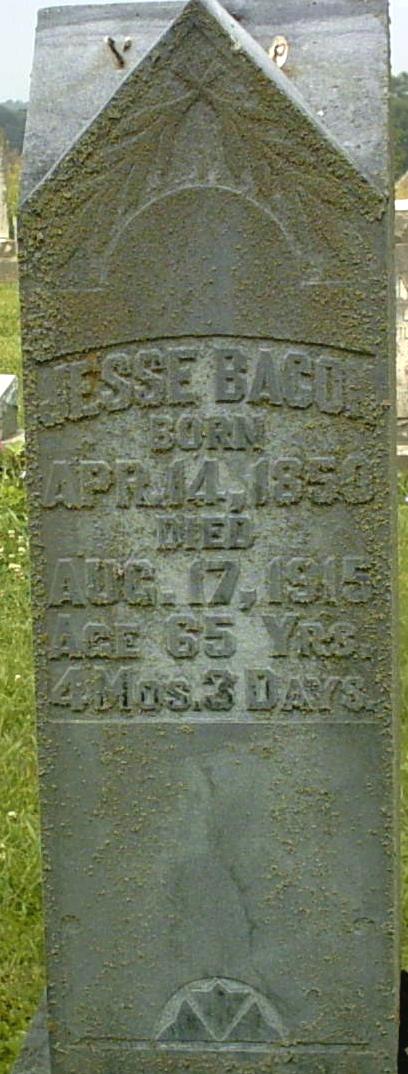 JESSE BACON
BORN
APR. 14, 1850
DIED
AUG. 17, 1915
AGE 65 YRS.
4 MOS. 3 DAYS.